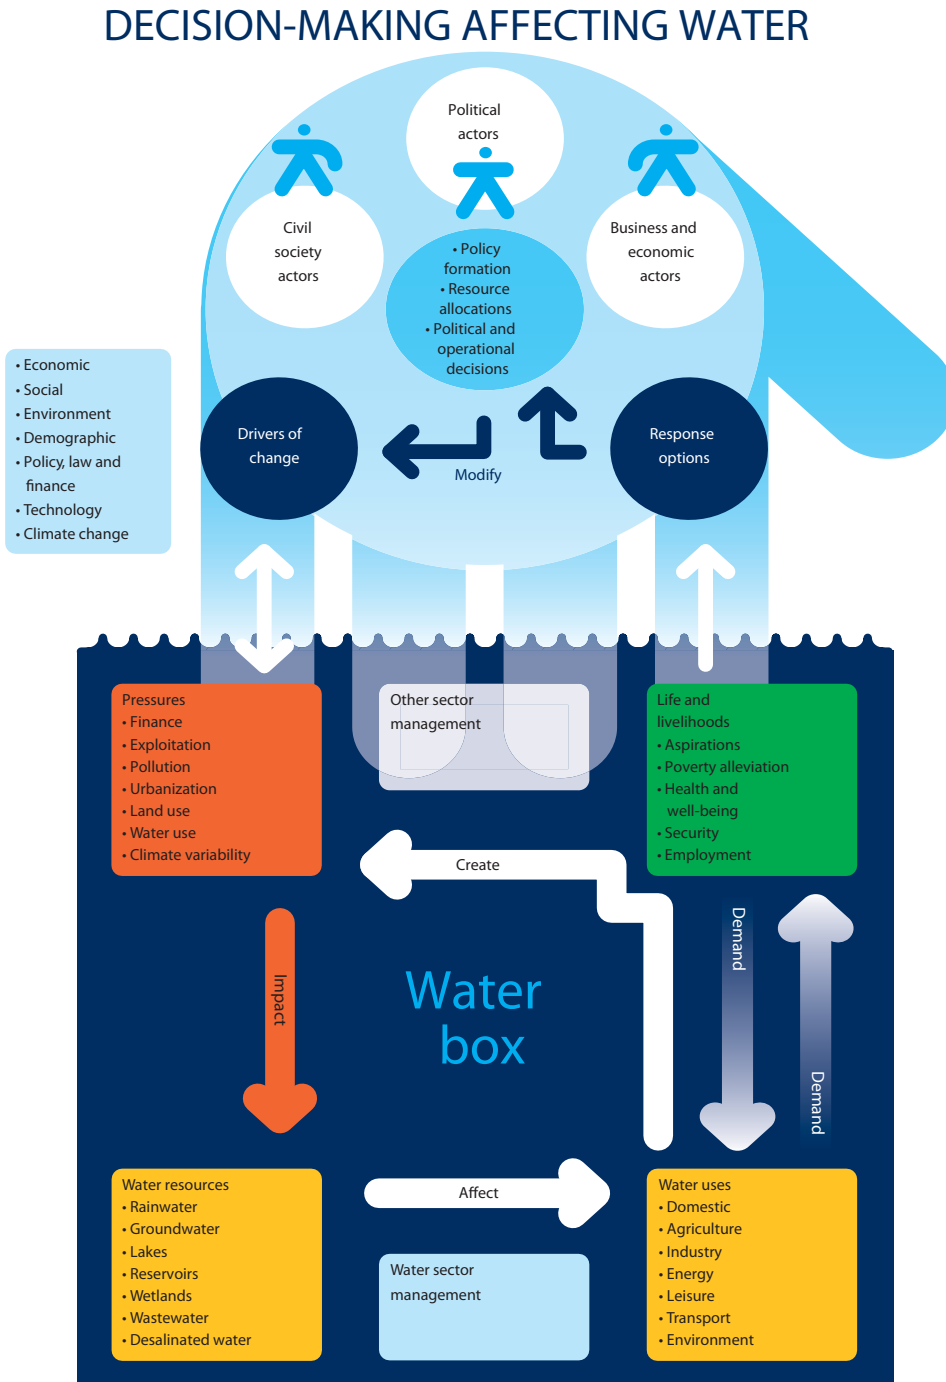 DECISION-MAKING AFFECTING WATER
Political
actors
Civil
society
actors
Business and
economic
actors
• Policy
formation
• Resource
allocations
• Political and
operational
decisions
• Economic
• Social
• Environment
• Demographic
• Policy, law and
finance
• Technology
• Climate change
Drivers of
change
Modify
Response
options
Pressures
• Finance
• Exploitation
• Pollution
• Urbanization
• Land use
• Water use
• Climate variability
Other sector
management
Life and
livelihoods
• Aspirations
• Poverty alleviation
• Health and
well-being
• Security
• Employment
Create
Impact
Water
box
Demand
Demand
Water resources
• Rainwater
• Groundwater
• Lakes
• Reservoirs
• Wetlands
• Wastewater
• Desalinated water
Affect
Water sector
management
Water uses
• Domestic
• Agriculture
• Industry
• Energy
• Leisure
• Transport
• Environment